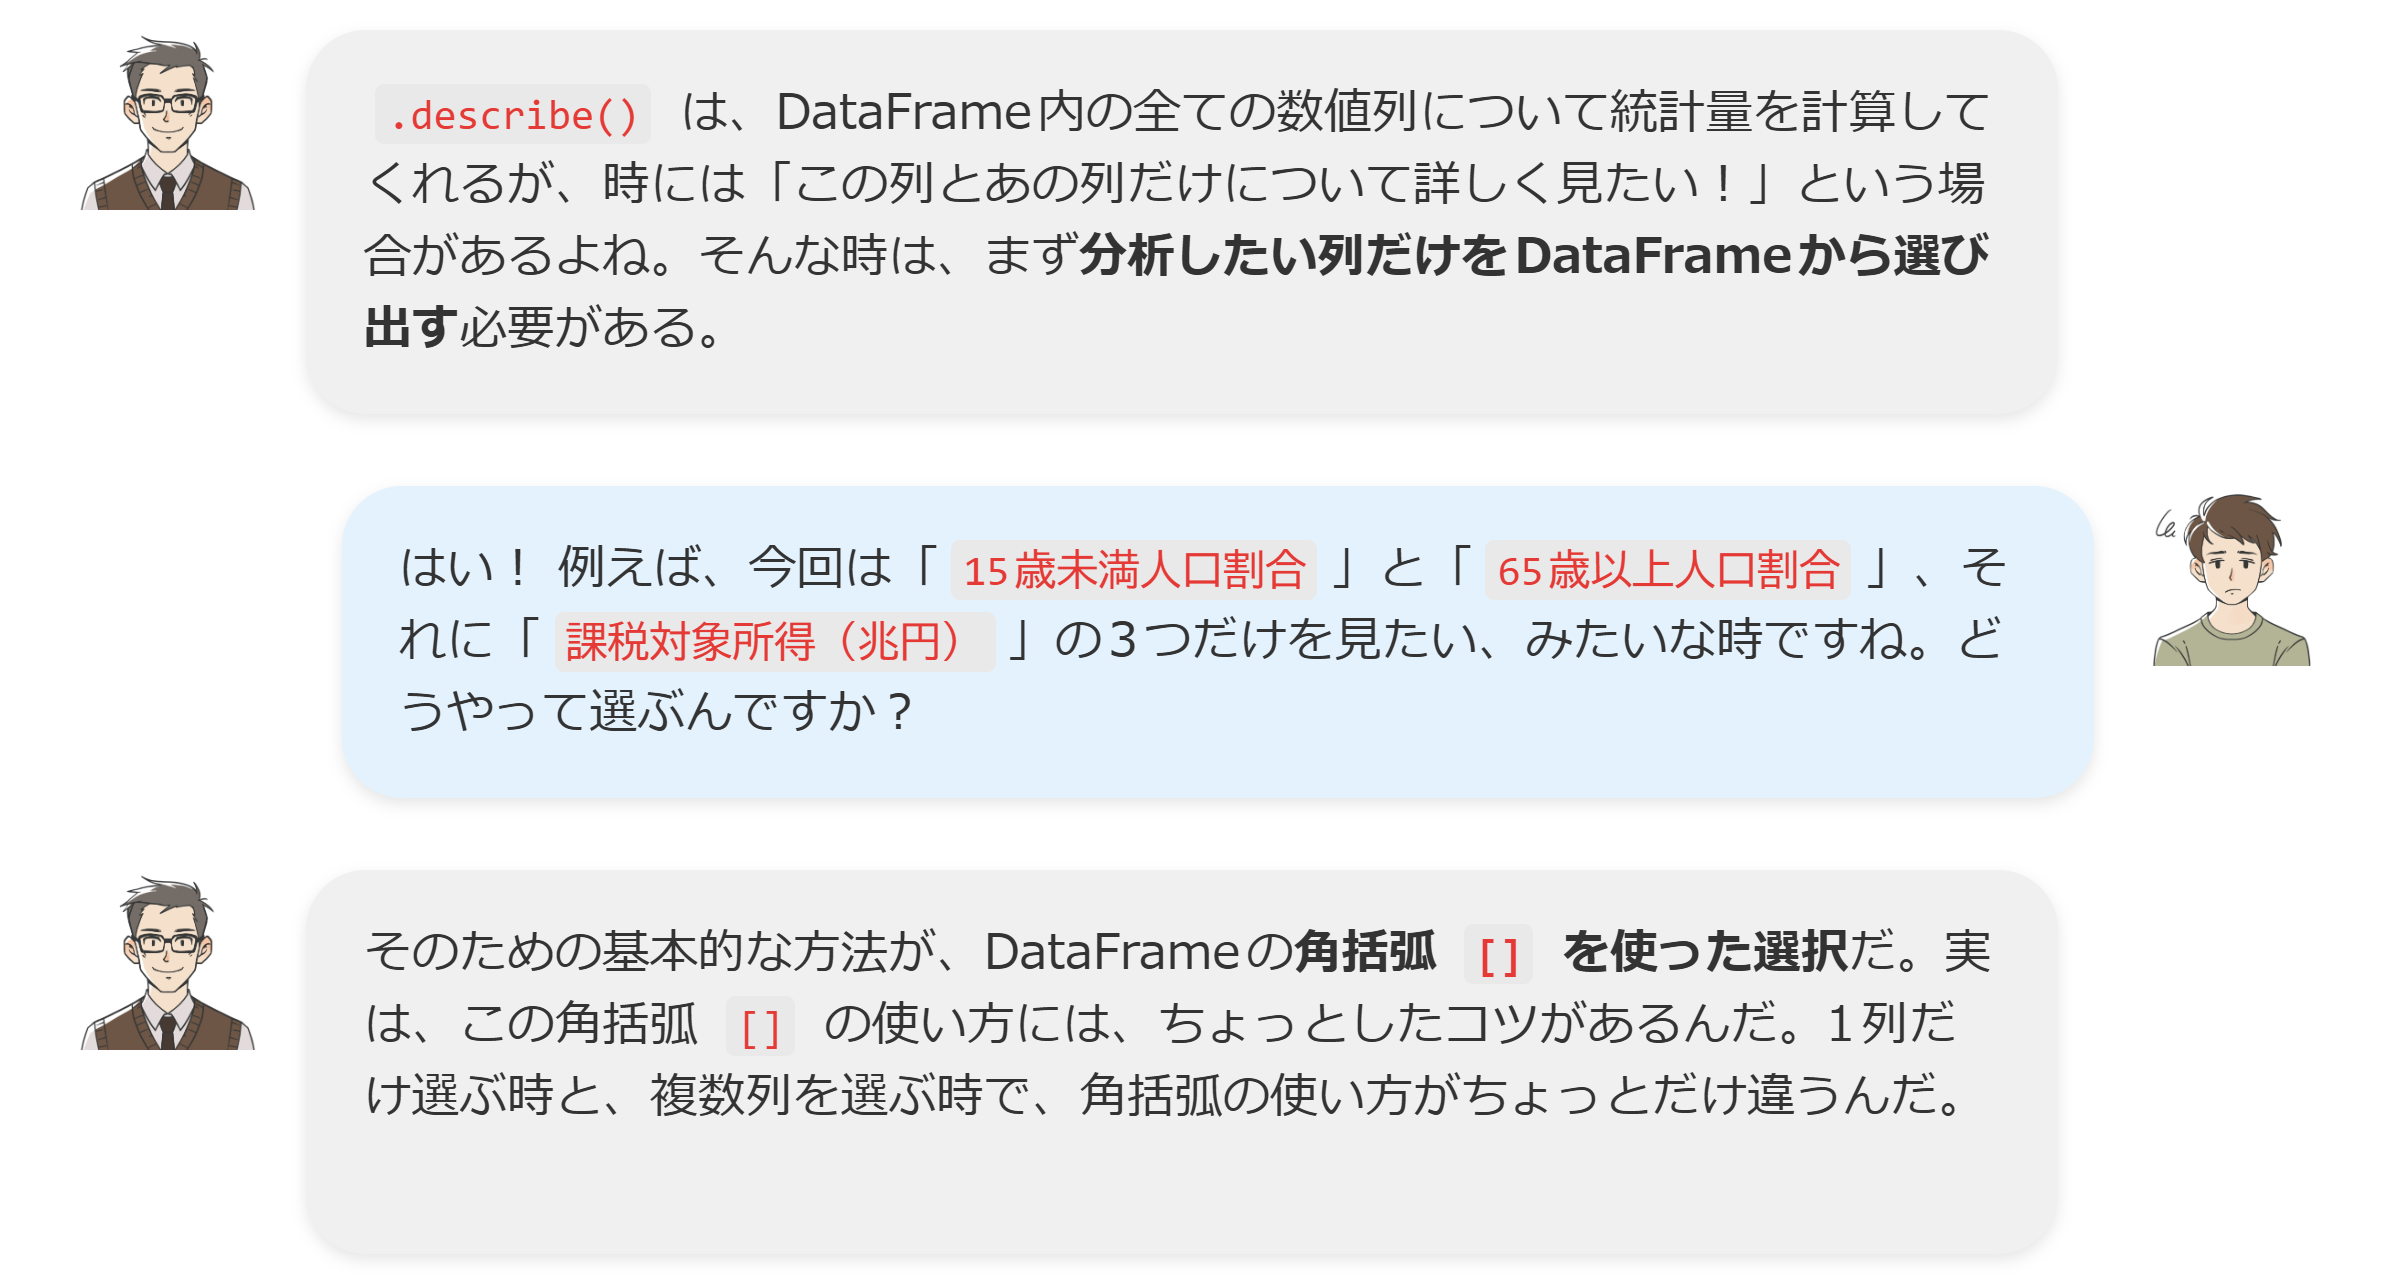 .describe() は、DataFrame内の全ての数値列について統計量を計算して
くれるが、時には「この列とあの列だけについて詳しく見たい！」という場
合があるよね。そんな時は、まず分析したい列だけをDataFrameから選び
出す必要がある。
はい！ 例えば、今回は「 15歳未満人口割合 」と「 65歳以上人口割合 」、そ
れに「 課税対象所得（兆円） 」の3つだけを見たい、みたいな時ですね。ど
うやって選ぶんですか？
そのための基本的な方法が、DataFrameの角括弧 [] を使った選択だ。実
は、この角括弧 [] の使い方には、ちょっとしたコツがあるんだ。1列だ
け選ぶ時と、複数列を選ぶ時で、角括弧の使い方がちょっとだけ違うんだ。